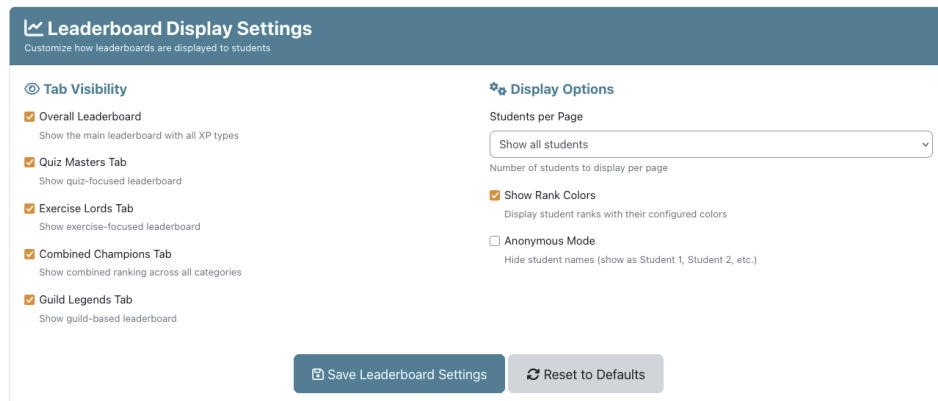 Leaderboard Display Settings
Customize how leaderboards are displayed to students
Tab Visibility
Overall Leaderboard
Show the main leaderboard with all XP types
Quiz Masters Tab
Show quiz-focused leaderboard
Exercise Lords Tab
Show exercise-focused leaderboard
Combined Champions Tab
Show combined ranking across all categories
Guild Legends Tab
Show guild-based leaderboard
Display Options
Students per Page
Show all students
Number of students to display per page
Show Rank Colors
Display student ranks with their configured colors
Anonymous Mode
Hide student names (show as Student 1, Student 2, etc.)
Save Leaderboard Settings
Reset to Defaults